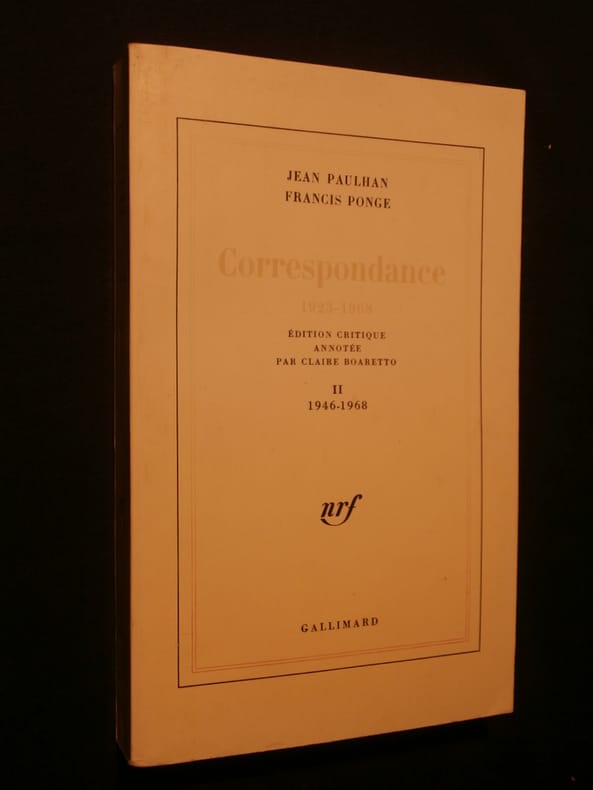 JEAN PAULHAN
FRANCIS PONGE
Correspondance
1923-1968
ÉDITION CRITIQUE
ANNOTÉE
PAR CLAIRE BOARETTO
II
1946-1968
nrf
GALLIMARD